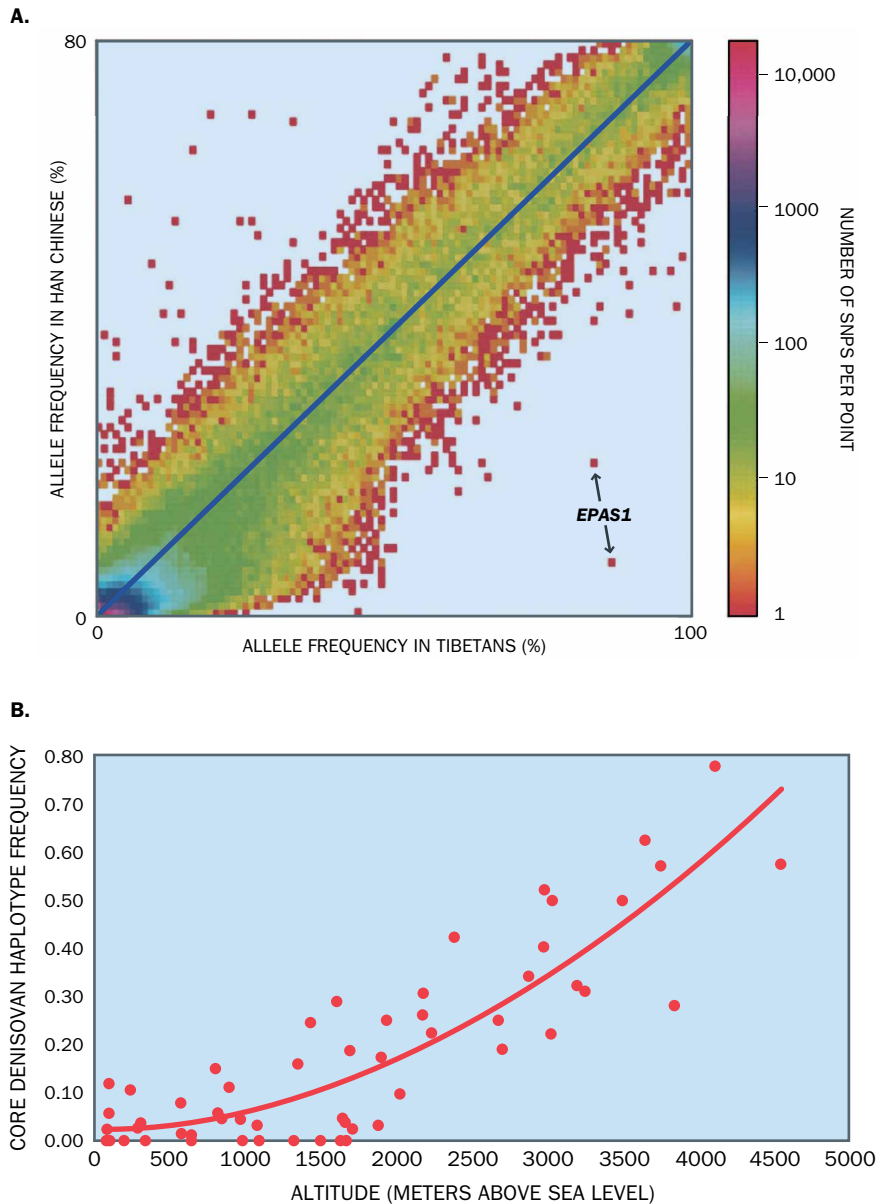 A.
80
ALLELE FREQUENCY IN HAN CHINESE (%)
0
0
100
ALLELE FREQUENCY IN TIBETANS (%)
EPAS1
10,000
1000
100
10
1
NUMBER OF SNPS PER POINT
B.
CORE DENISOVAN HAPLOTYPE FREQUENCY
0.80
0.70
0.60
0.50
0.40
0.30
0.20
0.10
0.00
0 500 1000 1500 2000 2500 3000 3500 4000 4500 5000
ALTITUDE (METERS ABOVE SEA LEVEL)